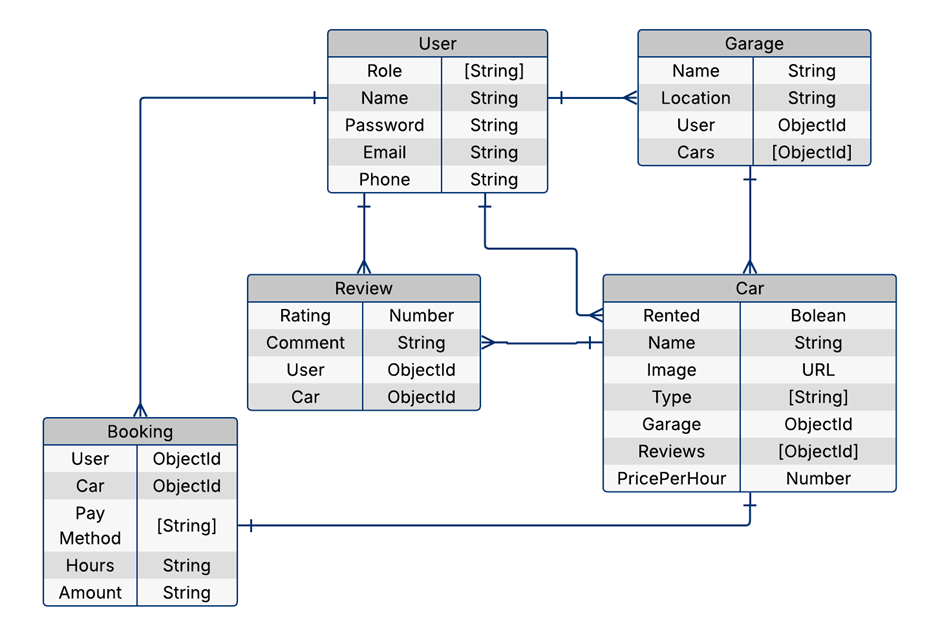 User
Role [String]
Name String
Password String
Email String
Phone String
Garage
Name String
Location String
User ObjectId
Cars [ObjectId]
Review
Rating Number
Comment String
User ObjectId
Car ObjectId
Car
Rented Bolean
Name String
Image URL
Type [String]
Garage ObjectId
Reviews [ObjectId]
PricePerHour Number
Booking
User ObjectId
Car ObjectId
Pay
Method [String]
Hours String
Amount String